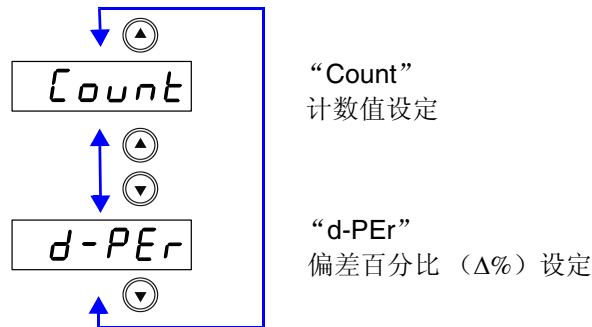 Count
“Count”
计数值设定
d-PEr
“d-PEr”
偏差百分比 （Δ%）设定